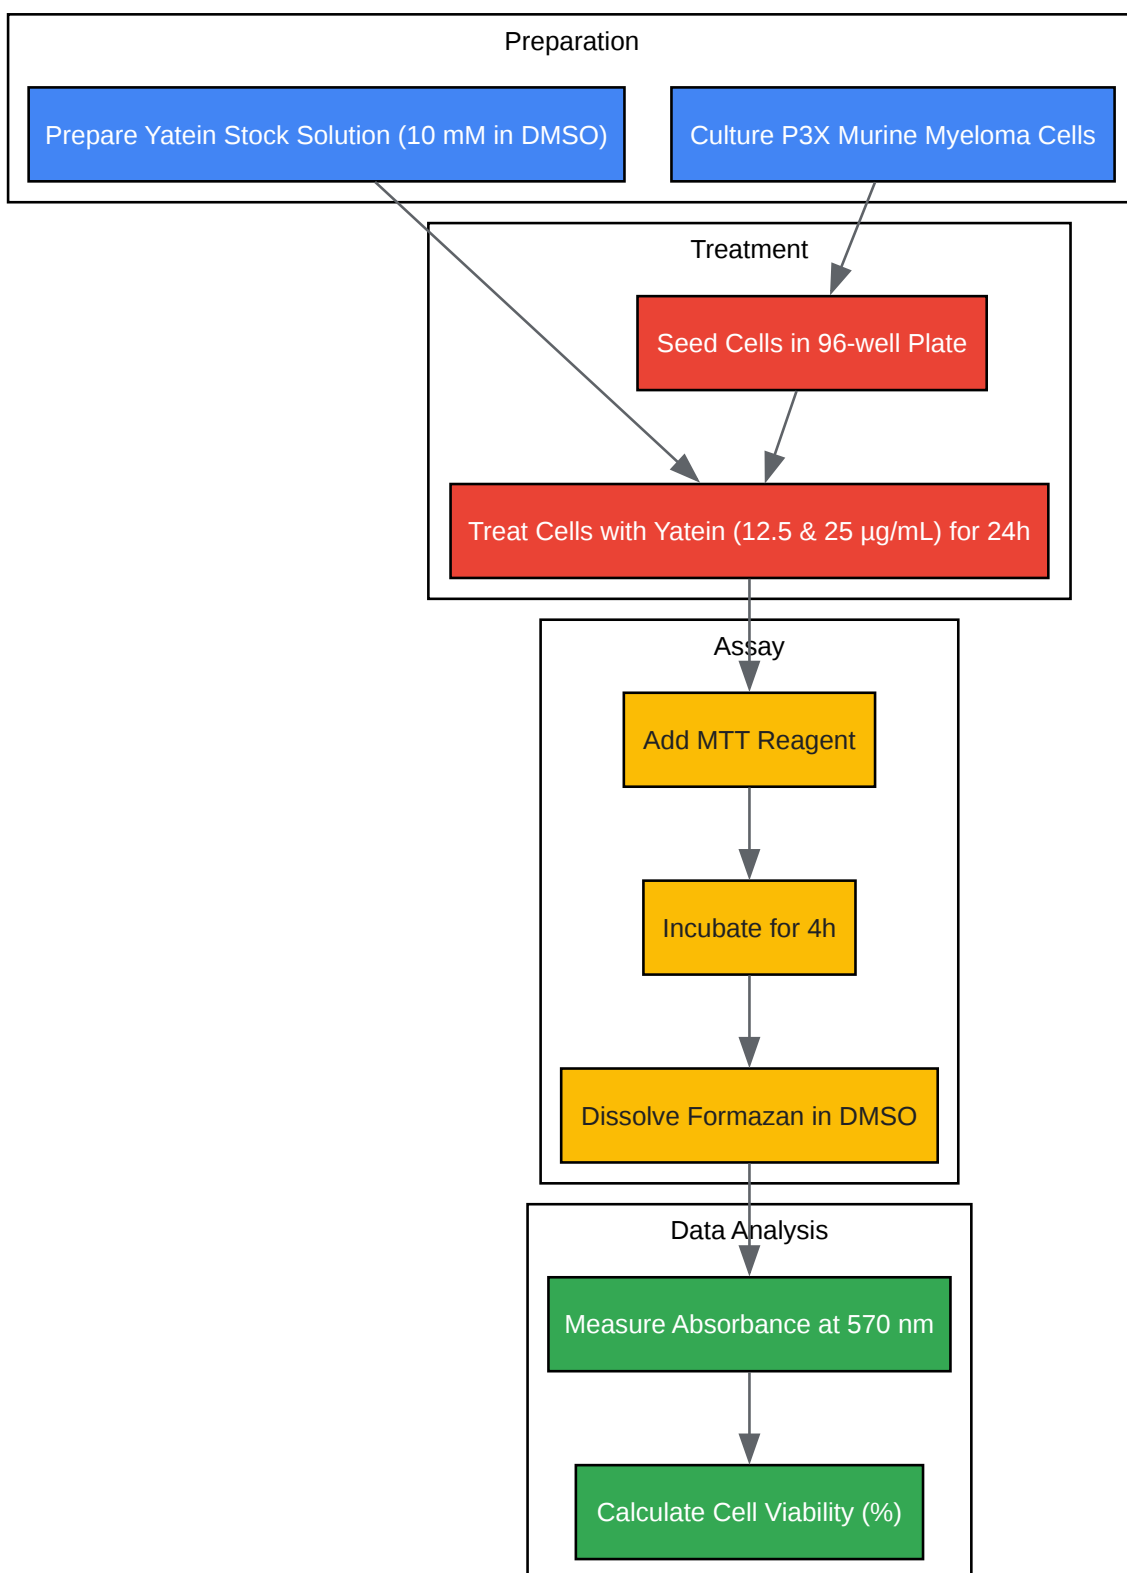 Preparation
Prepare Yatein Stock Solution (10 mM in DMSO)
Culture P3X Murine Myeloma Cells
Treatment
Seed Cells in 96-well Plate
Treat Cells with Yatein (12.5 & 25 µg/mL) for 24h
Assay
Add MTT Reagent
Incubate for 4h
Dissolve Formazan in DMSO
Data Analysis
Measure Absorbance at 570 nm
Calculate Cell Viability (%)